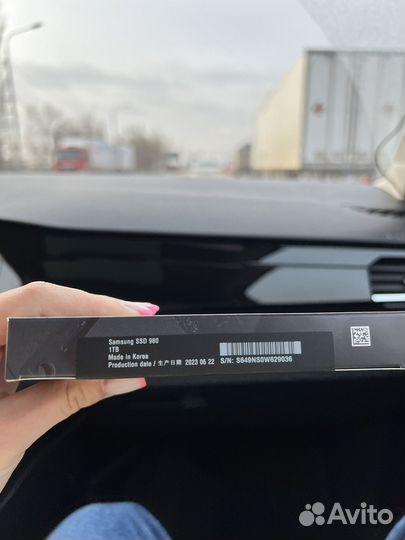 Samsung SSD 980
1TB
Made in Korea
Production date / 生产日期 2023 06 22 S/N: S649NS0W629036
Avito